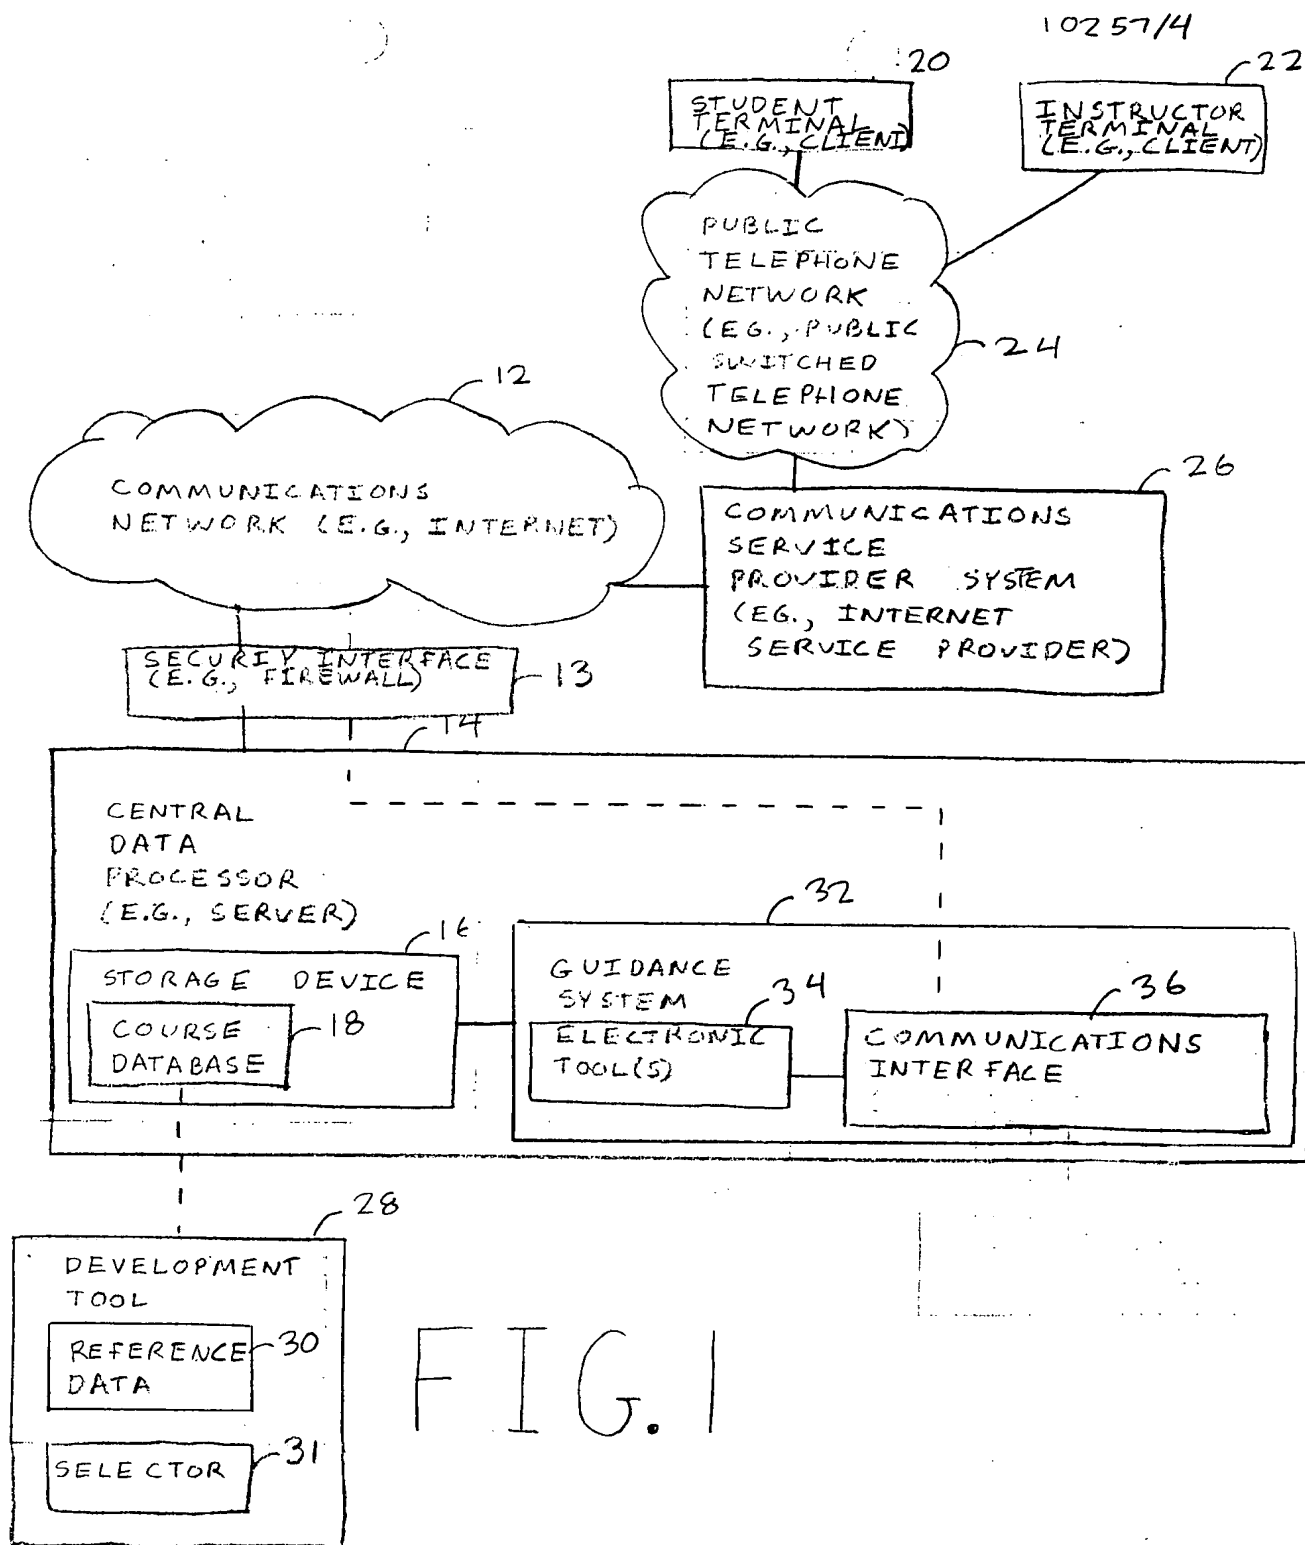 10257/4
20
22
STUDENT
TERMINAL
(E.G., CLIENT)
INSTRUCTOR
TERMINAL
(E.G., CLIENT)
PUBLIC
TELEPHONE
NETWORK
(EG., PUBLIC
SWITCHED
TELEPHONE
NETWORK)
24
12
COMMUNICATIONS
NETWORK (E.G., INTERNET)
26
COMMUNICATIONS
SERVICE
PROVIDER SYSTEM
(EG., INTERNET
SERVICE PROVIDER)
SECURIY INTERFACE
(E.G., FIREWALL)
13
14
CENTRAL
DATA
PROCESSOR
(E.G., SERVER)
16
STORAGE DEVICE
COURSE
DATABASE
18
32
GUIDANCE
SYSTEM
34
ELECTRONIC
TOOL(S)
36
COMMUNICATIONS
INTERFACE
28
DEVELOPMENT
TOOL
REFERENCE
DATA
30
SELECTOR
31
FIG. 1